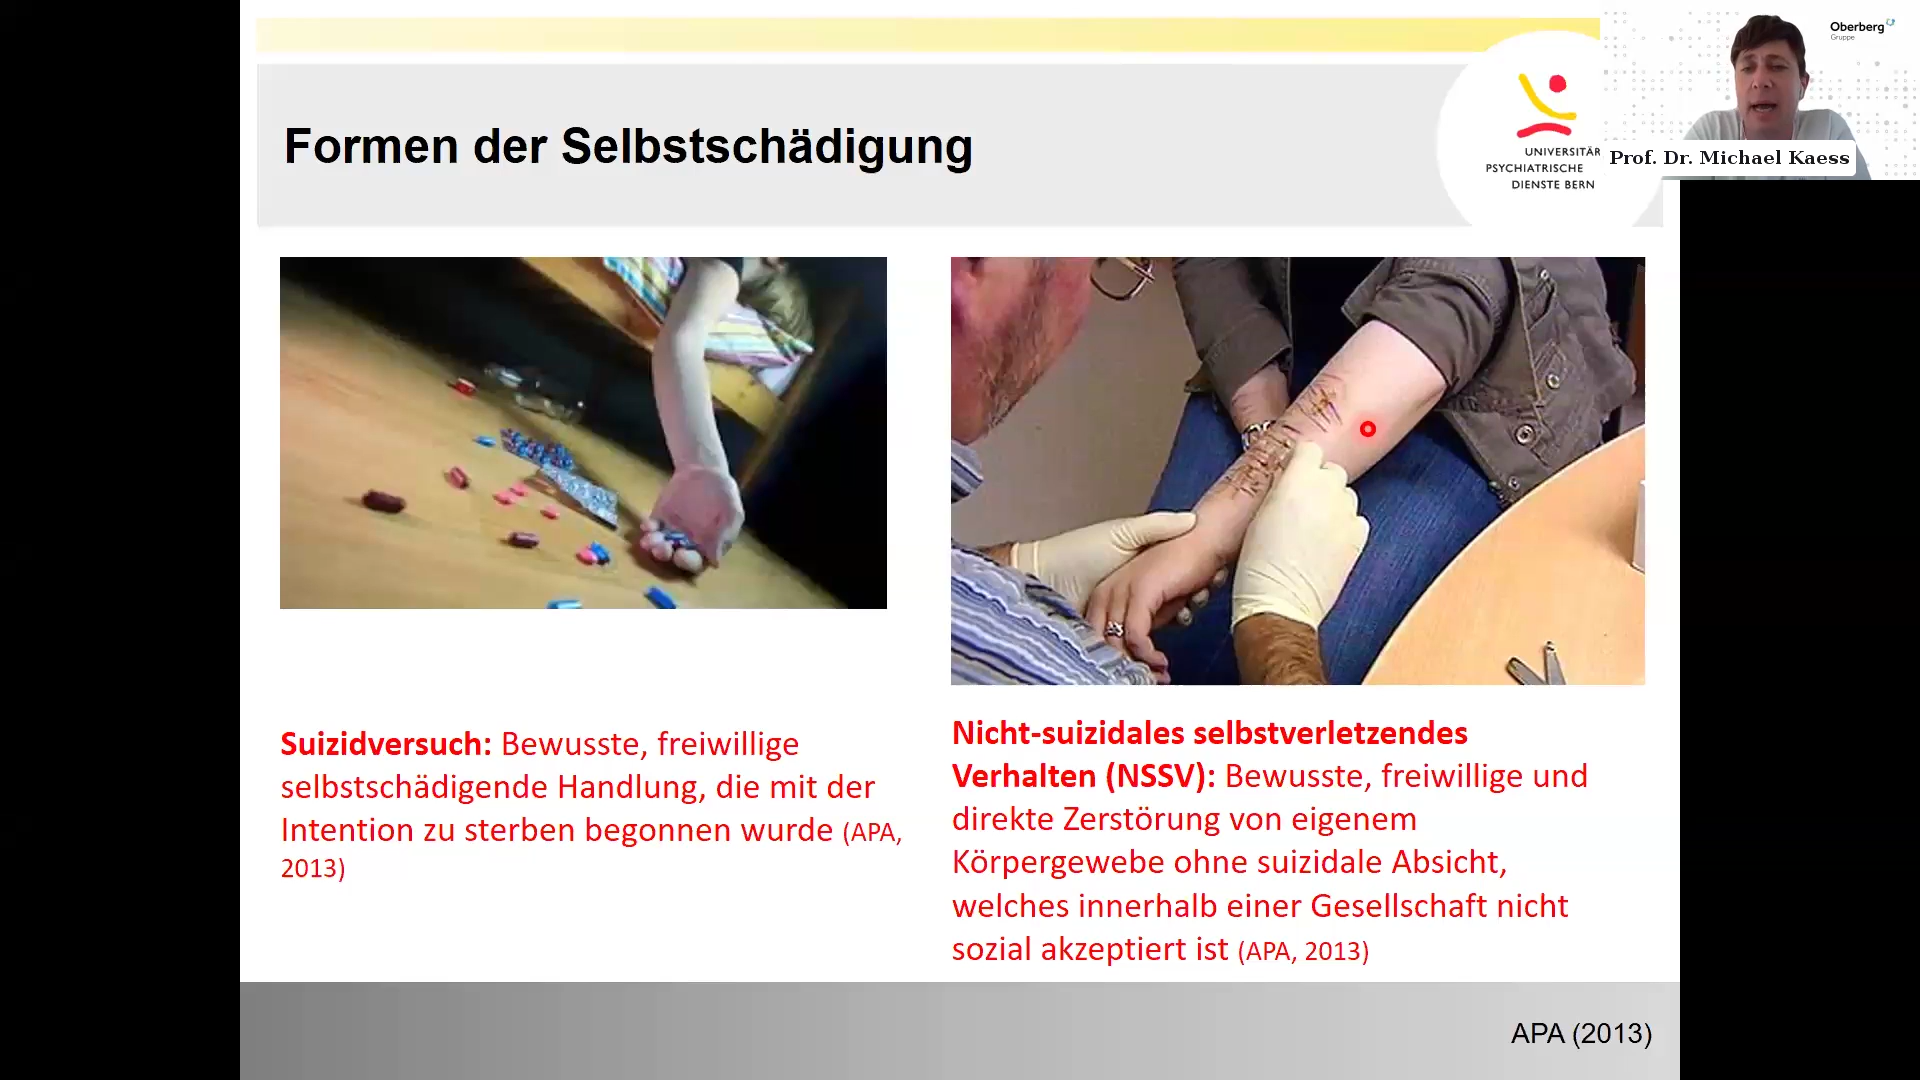 Formen der Selbstschädigung
UNIVERSITÄR
PSYCHIATRISCHE
DIENSTE BERN
Oberberg
Gruppe
Prof. Dr. Michael Kaess
Suizidversuch: Bewusste, freiwillige
selbstschädigende Handlung, die mit der
Intention zu sterben begonnen wurde (APA,
2013)
Nicht-suizidales selbstverletzendes
Verhalten (NSSV): Bewusste, freiwillige und
direkte Zerstörung von eigenem
Körpergewebe ohne suizidale Absicht,
welches innerhalb einer Gesellschaft nicht
sozial akzeptiert ist (APA, 2013)
APA (2013)